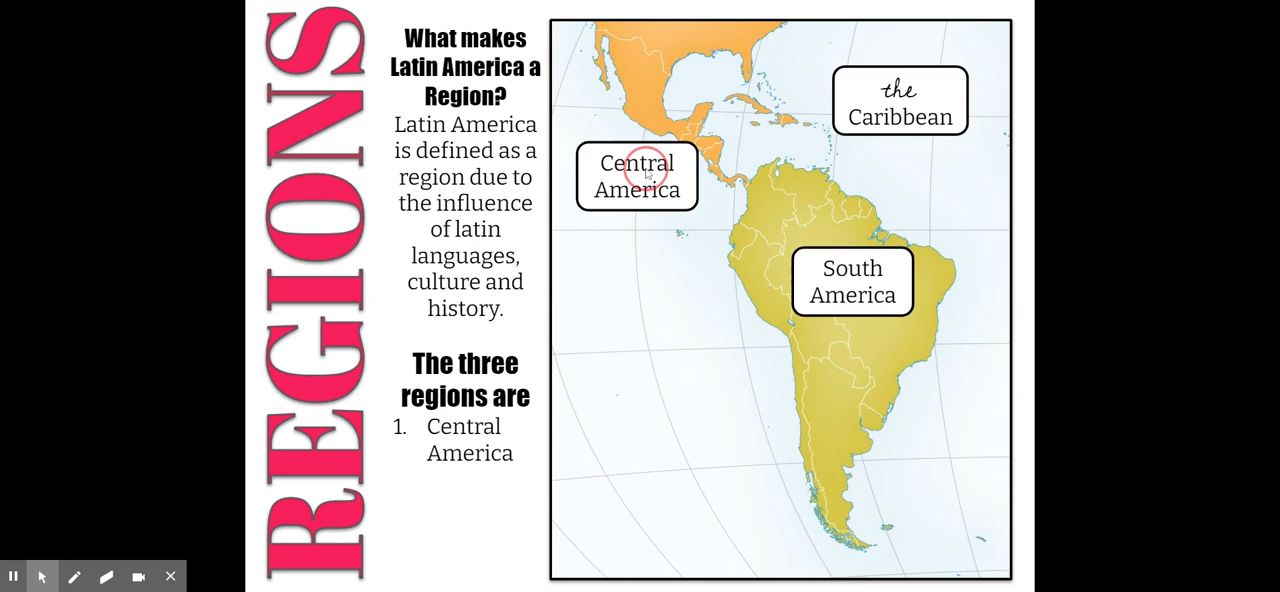 REGIONS
What makes
Latin America a
Region?
Latin America
is defined as a
region due to
the influence
of latin
languages,
culture and
history.
The three
regions are
1. Central
America
the
Caribbean
Central
America
South
America